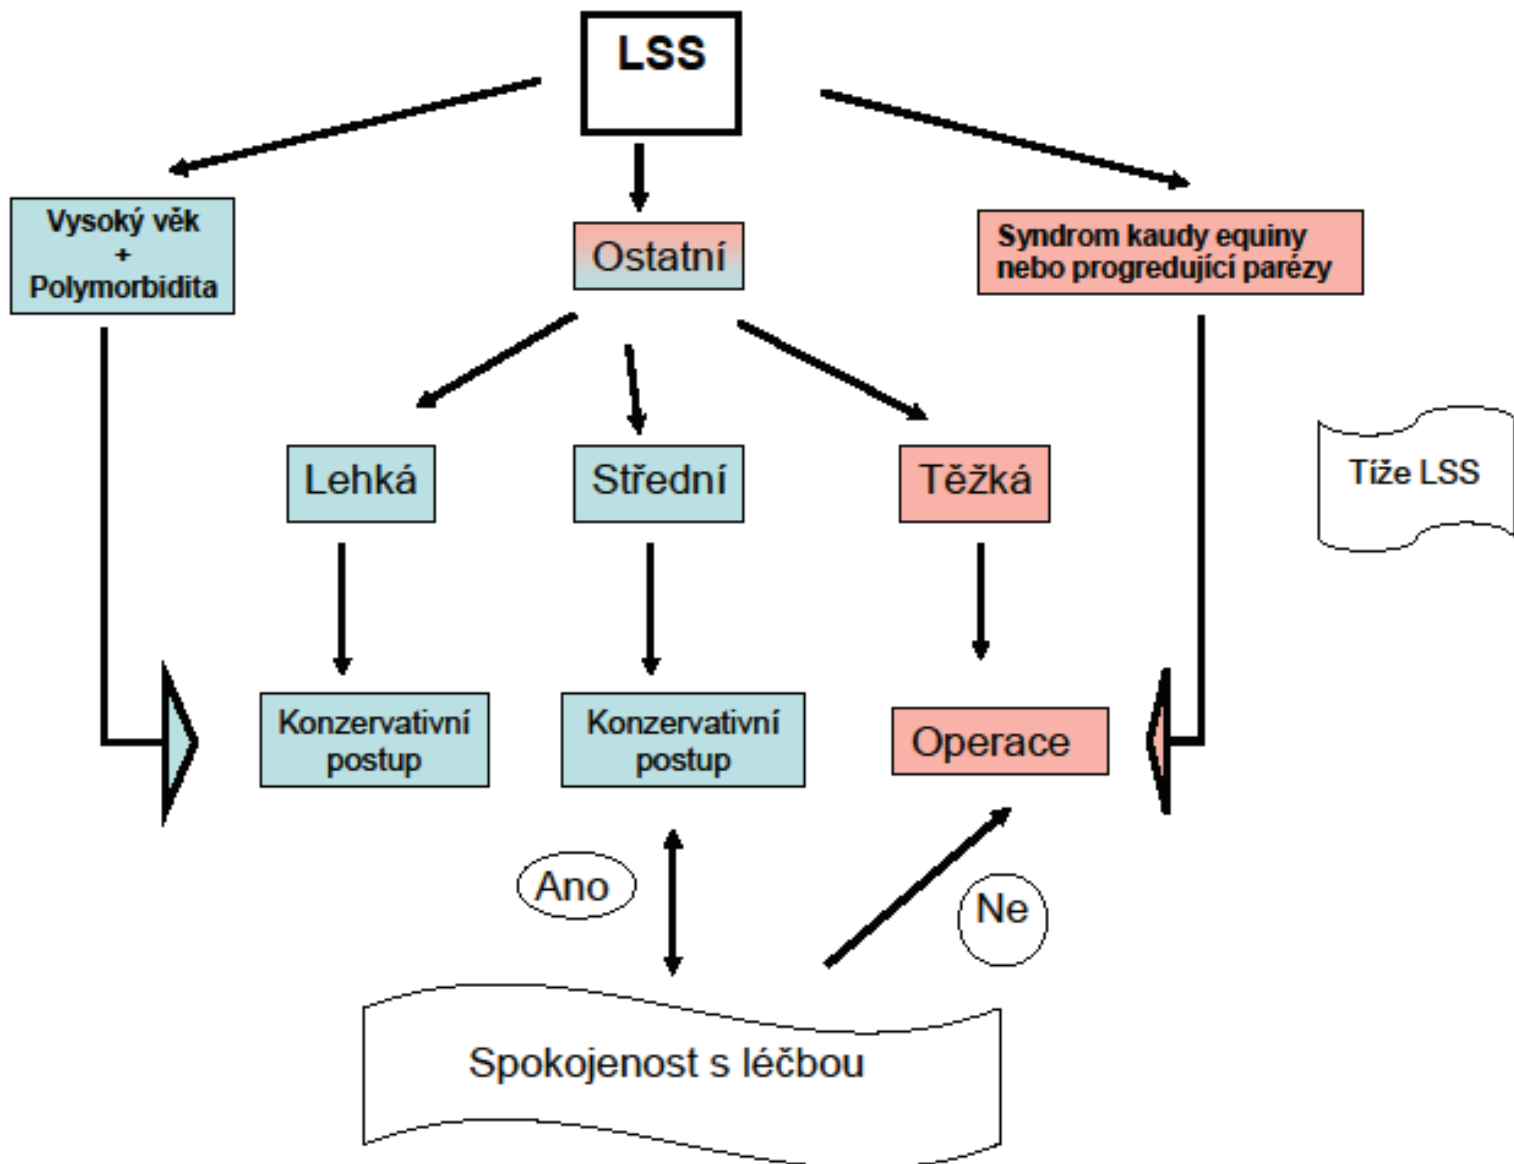 LSS
Vysoký věk
+
Polymorbidita
Ostatní
Syndrom kaudy equiny
nebo progredující parézy
Lehká
Střední
Těžká
Tíže LSS
Konzervativní
postup
Konzervativní
postup
Operace
Ano
Ne
Spokojenost s léčbou